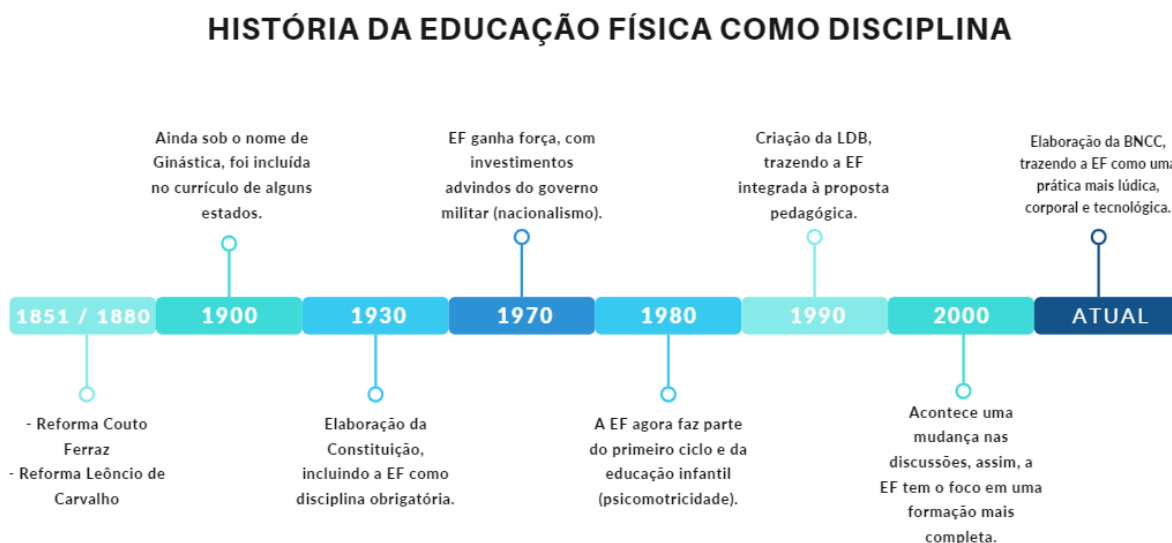 HISTÓRIA DA EDUCAÇÃO FÍSICA COMO DISCIPLINA
Ainda sob o nome de
Ginástica, foi incluída
no currículo de alguns
estados.
EF ganha força, com
investimentos
advindos do governo
militar (nacionalismo).
Criação da LDB,
trazendo a EF
integrada à proposta
pedagógica.
Elaboração da BNCC,
trazendo a EF como uma
prática mais lúdica,
corporal e tecnológica.
1851 / 1880
1900
1930
1970
1980
1990
2000
ATUAL
- Reforma Couto
Ferraz
- Reforma Leôncio de
Carvalho
Elaboração da
Constituição,
incluindo a EF como
disciplina obrigatória.
A EF agora faz parte
do primeiro ciclo e da
educação infantil
(psicomotricidade).
Acontece uma
mudança nas
discussões, assim, a
EF tem o foco em uma
formação mais
completa.